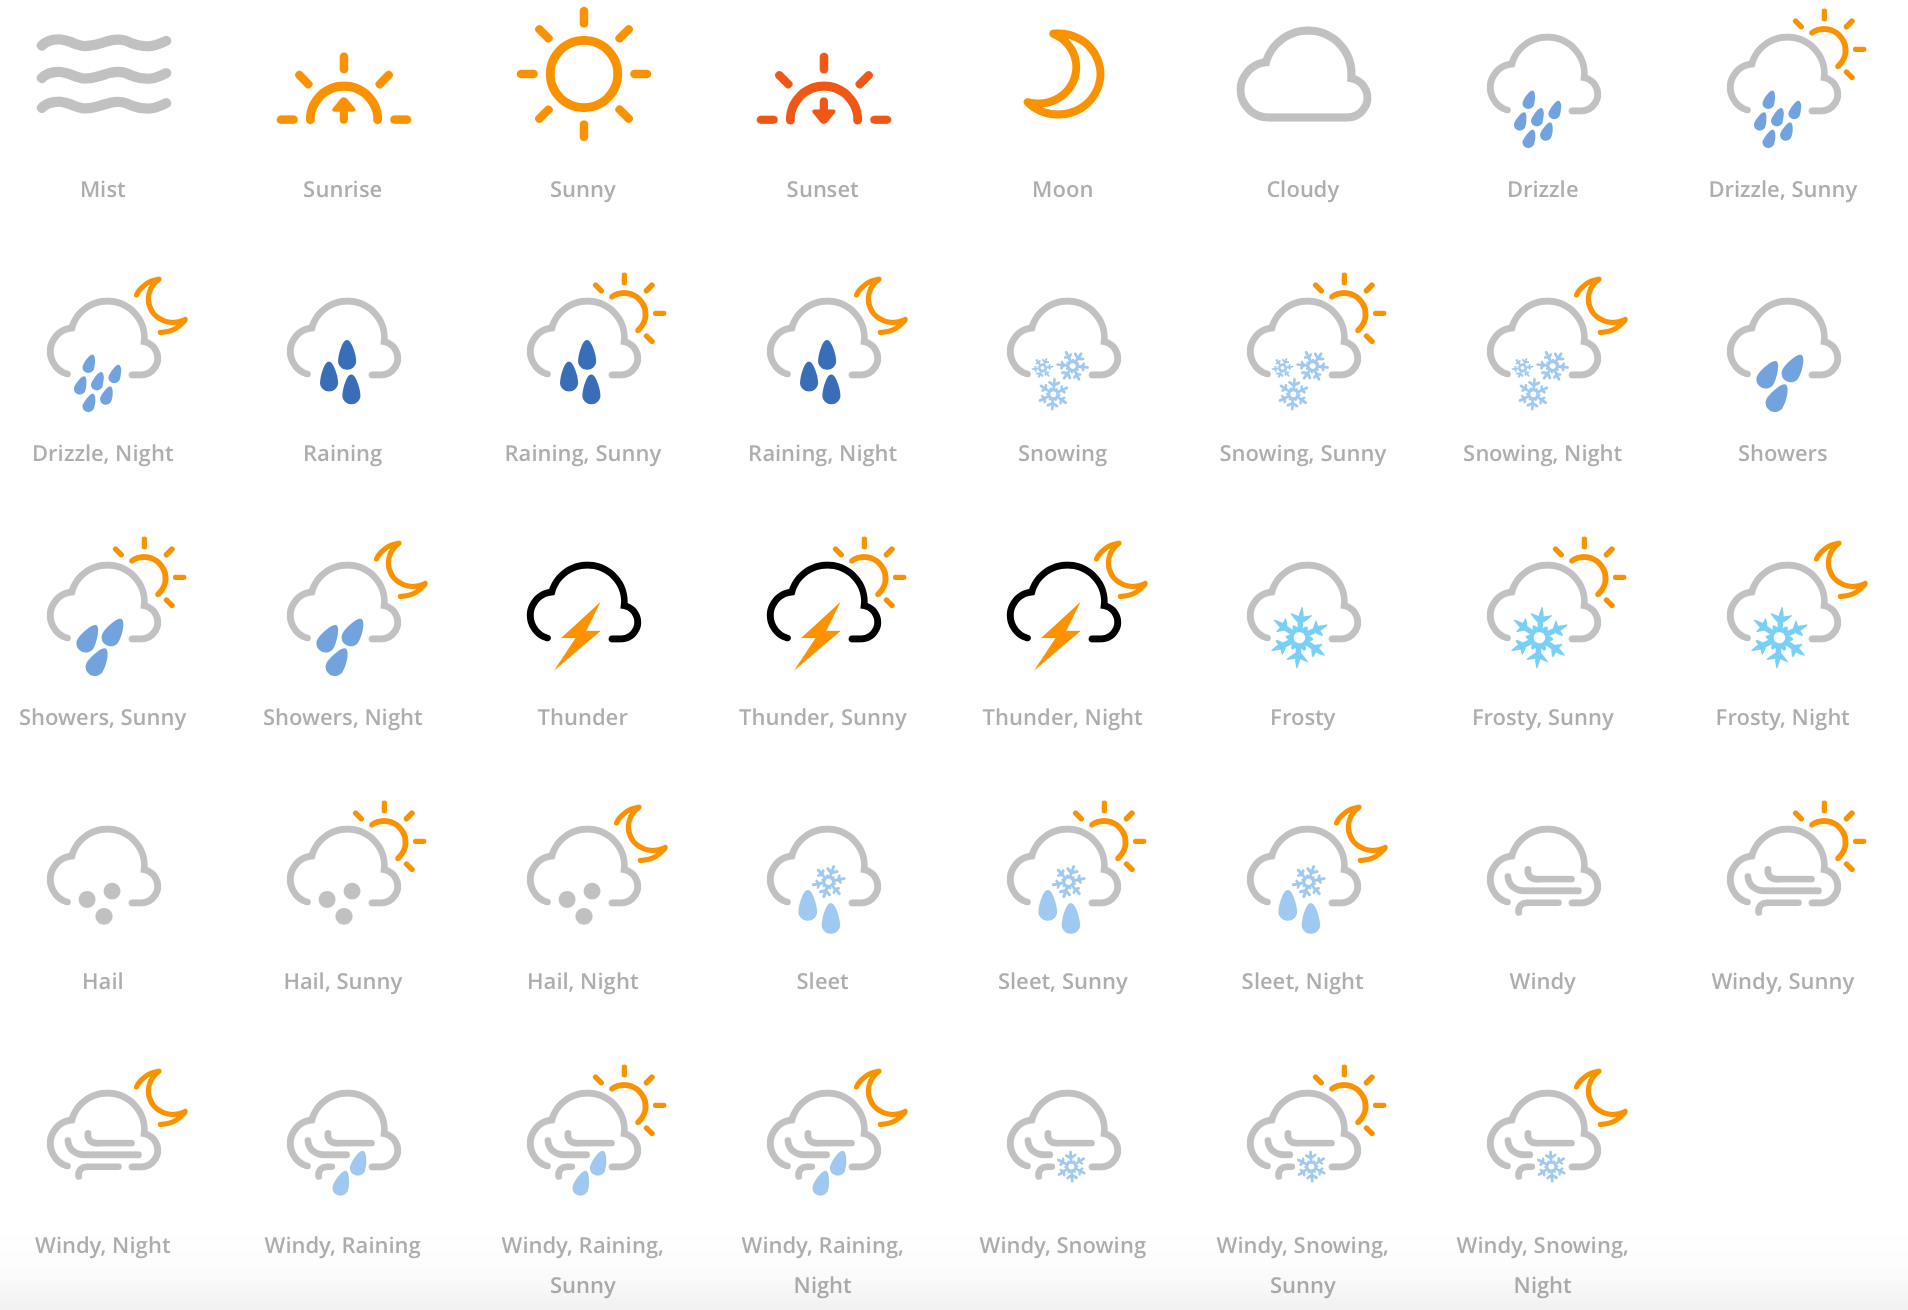 Mist
Sunrise
Sunny
Sunset
Moon
Cloudy
Drizzle
Drizzle, Sunny
Drizzle, Night
Raining
Raining, Sunny
Raining, Night
Snowing
Snowing, Sunny
Snowing, Night
Showers
Showers, Sunny
Showers, Night
Thunder
Thunder, Sunny
Thunder, Night
Frosty
Frosty, Sunny
Frosty, Night
Hail
Hail, Sunny
Hail, Night
Sleet
Sleet, Sunny
Sleet, Night
Windy
Windy, Sunny
Windy, Night
Windy, Raining
Windy, Raining,
Sunny
Windy, Raining,
Night
Windy, Snowing
Windy, Snowing,
Sunny
Windy, Snowing,
Night